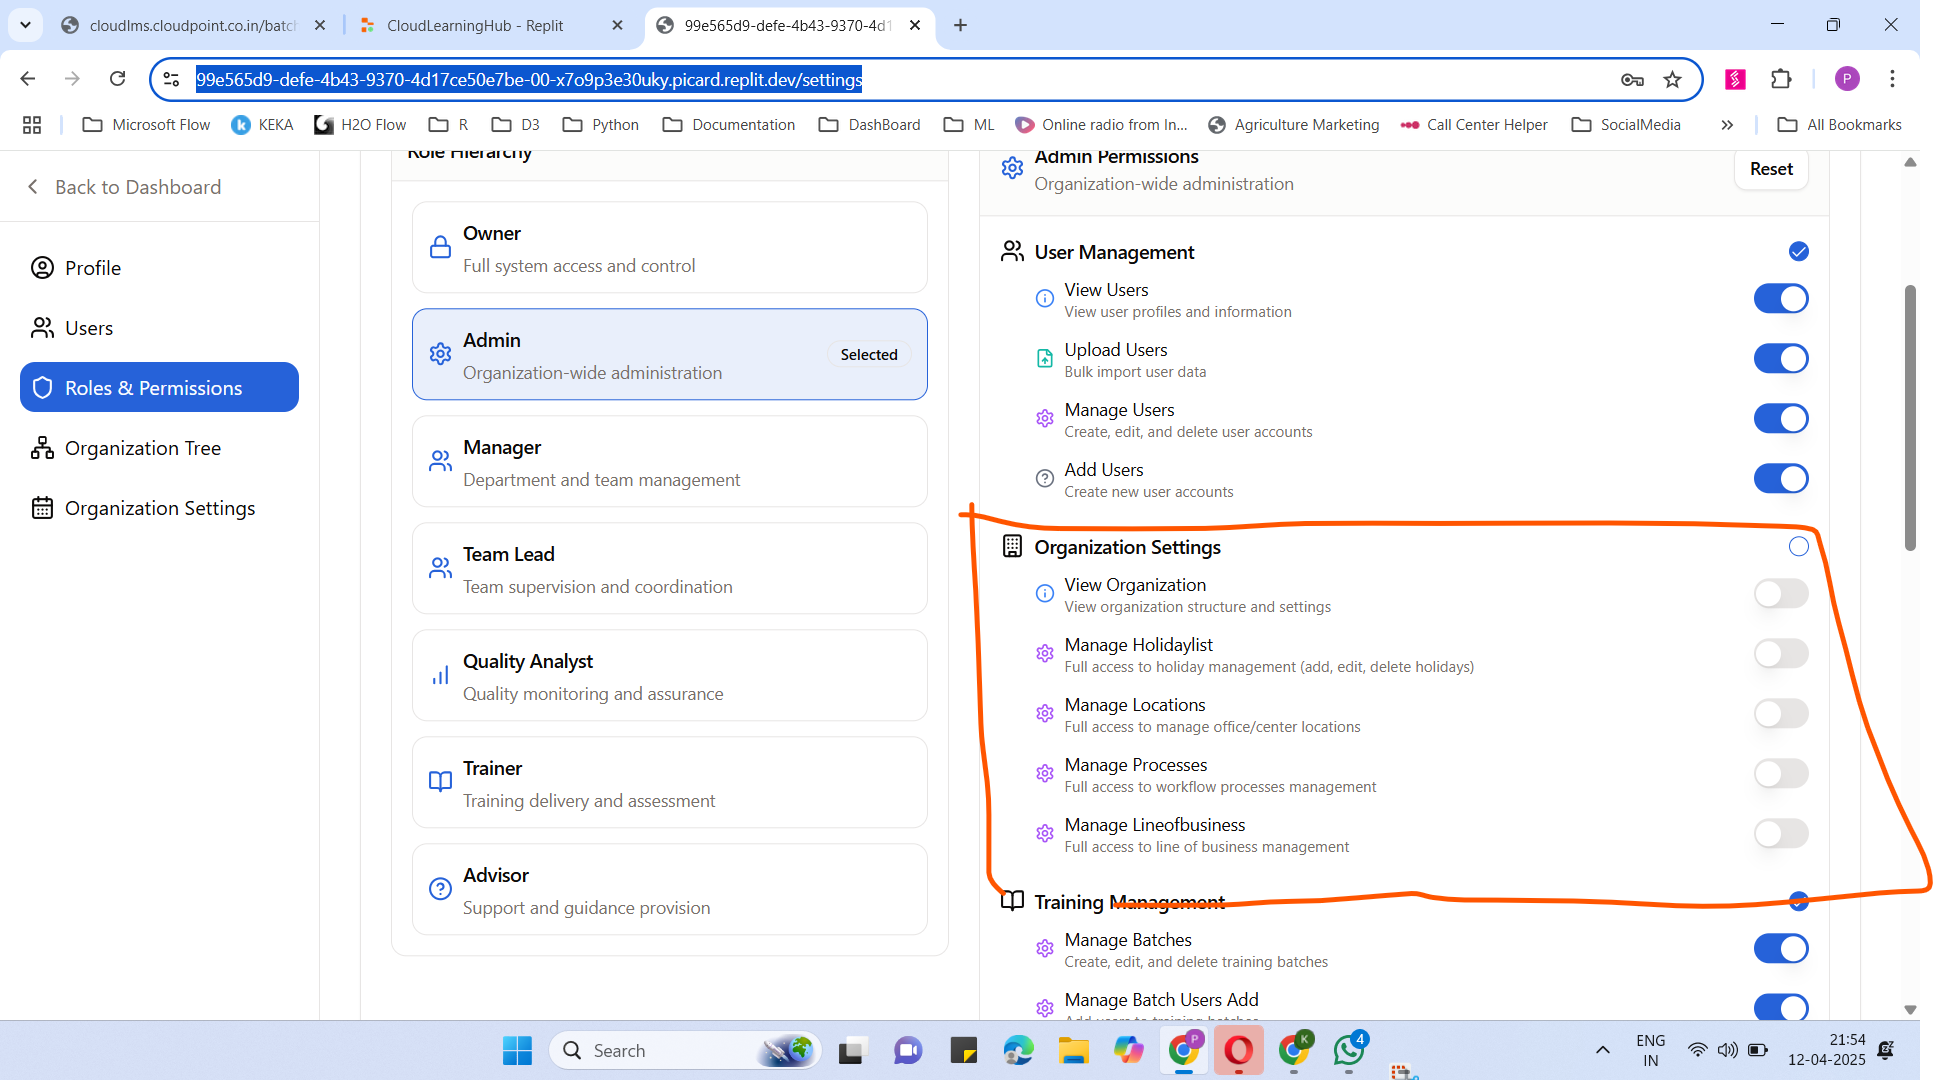 cloudlms.cloudpoint.co.in/batch
CloudLearningHub - Replit
99e565d9-defe-4b43-9370-4d1
99e565d9-defe-4b43-9370-4d17ce50e7be-00-x7o9p3e30uky.picard.replit.dev/settings
P
Microsoft Flow
KEKA
H2O Flow
R
D3
Python
Documentation
DashBoard
ML
Online radio from In...
Agriculture Marketing
Call Center Helper
SocialMedia
All Bookmarks
Back to Dashboard
Profile
Users
Roles & Permissions
Organization Tree
Organization Settings
Role Hierarchy
Owner
Full system access and control
Admin
Organization-wide administration
Selected
Manager
Department and team management
Team Lead
Team supervision and coordination
Quality Analyst
Quality monitoring and assurance
Trainer
Training delivery and assessment
Advisor
Support and guidance provision
Admin Permissions
Organization-wide administration
Reset
User Management
View Users
View user profiles and information
Upload Users
Bulk import user data
Manage Users
Create, edit, and delete user accounts
Add Users
Create new user accounts
Organization Settings
View Organization
View organization structure and settings
Manage Holidaylist
Full access to holiday management (add, edit, delete holidays)
Manage Locations
Full access to manage office/center locations
Manage Processes
Full access to workflow processes management
Manage Lineofbusiness
Full access to line of business management
Training Management
Manage Batches
Create, edit, and delete training batches
Manage Batch Users Add
Add users to training batches
Search
P
K
4
ENG
IN
21:54
12-04-2025